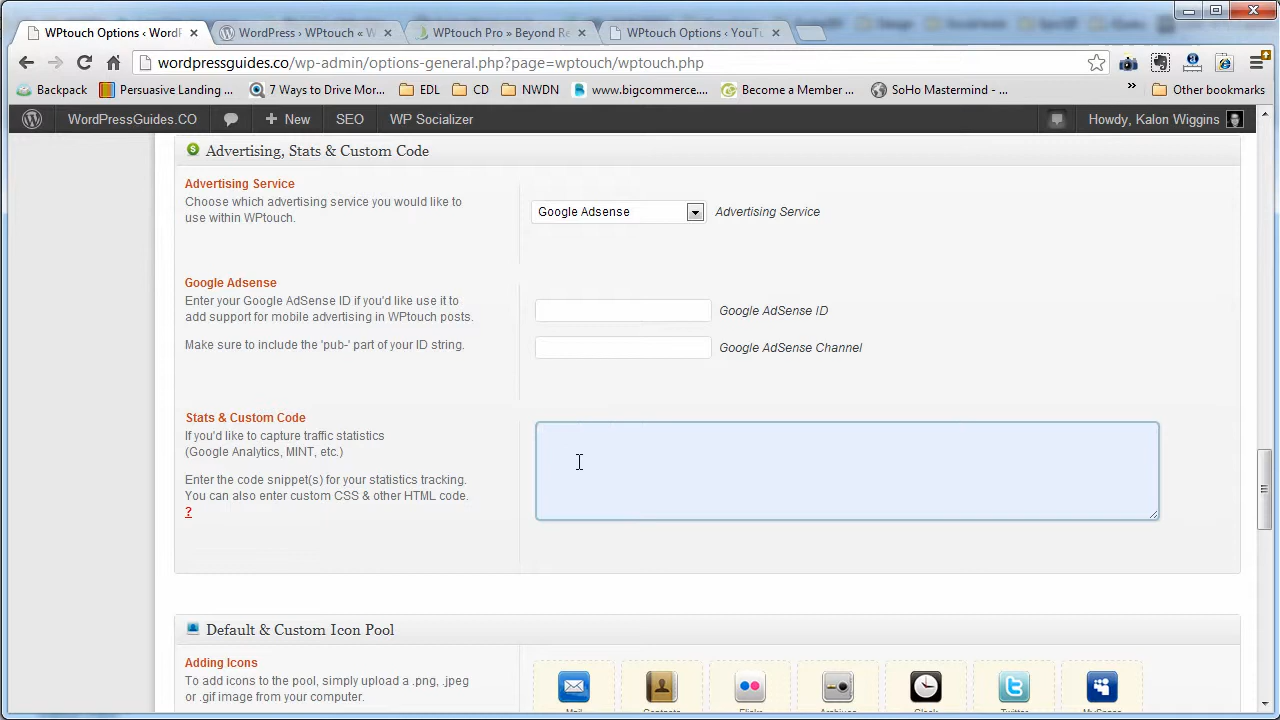 WPtouch Options ‹ WordP
WordPress › WPtouch « W
WPtouch Pro » Beyond Re
WPtouch Options ‹ YouTu
wordpressguides.co/wp-admin/options-general.php?page=wptouch/wptouch.php
Backpack
Persuasive Landing ...
7 Ways to Drive Mor...
EDL
CD
NWDN
www.bigcommerce....
Become a Member ...
SoHo Mastermind - ...
»
Other bookmarks
WordPressGuides.CO
+ New
SEO
WP Socializer
Howdy, Kalon Wiggins
Advertising, Stats & Custom Code
Advertising Service
Choose which advertising service you would like to
use within WPtouch.
Google Adsense
Advertising Service
Google Adsense
Enter your Google AdSense ID if you'd like use it to
add support for mobile advertising in WPtouch posts.
Make sure to include the 'pub-' part of your ID string.
Google AdSense ID
Google AdSense Channel
Stats & Custom Code
If you'd like to capture traffic statistics
(Google Analytics, MINT, etc.)
Enter the code snippet(s) for your statistics tracking.
You can also enter custom CSS & other HTML code.
?
Default & Custom Icon Pool
Adding Icons
To add icons to the pool, simply upload a .png, .jpeg
or .gif image from your computer.
Mail
Contacts
Flickr
Archives
Clock
Twitter
MySpace